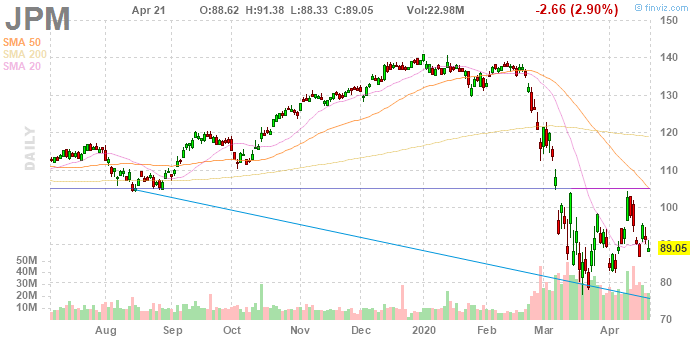 JPM
Apr 21 O:88.62 H:91.38 L:88.33 C:89.05 Vol:22.98M -2.66 (2.90%)
© finviz.com
SMA 50
SMA 200
SMA 20
DAILY
150
140
130
120
110
100
90
89.05
80
70
50M
40M
30M
20M
10M
Aug Sep Oct Nov Dec 2020 Feb Mar Apr